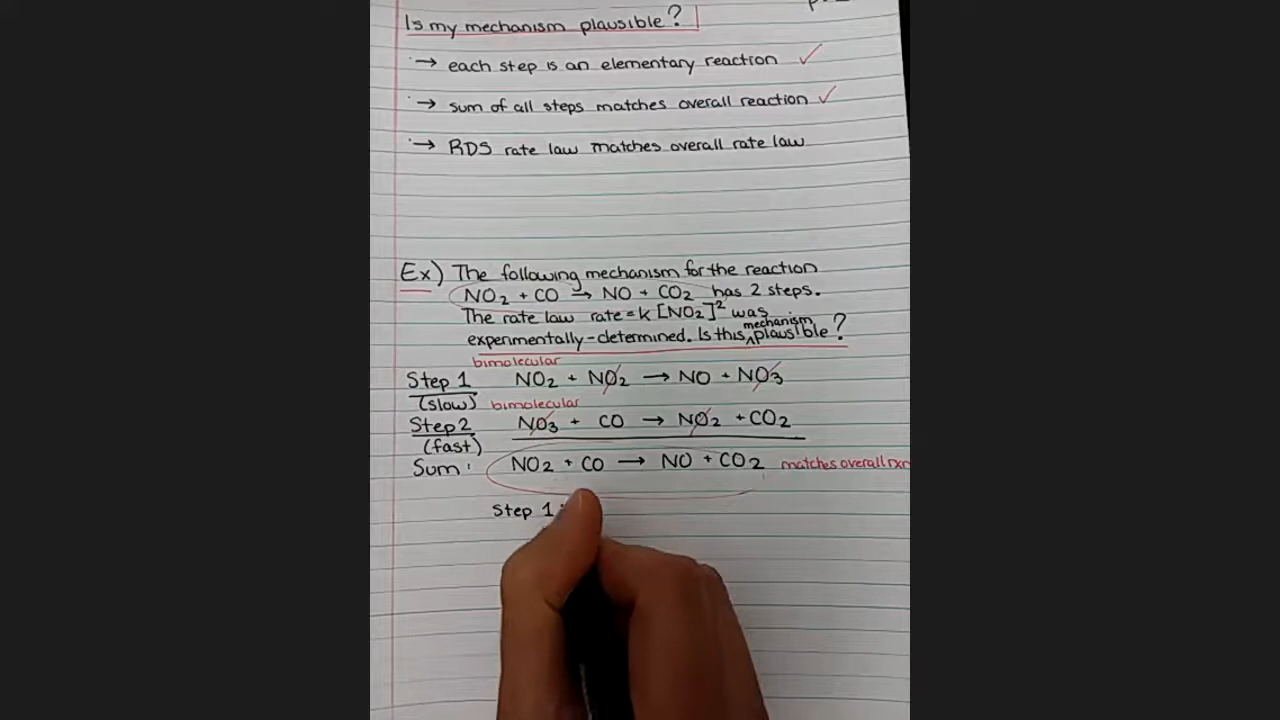 Is my mechanism plausible?
→ each step is an elementary reaction ✓
→ sum of all steps matches overall reaction ✓
→ RDS rate law matches overall rate law
Ex) The following mechanism for the reaction
NO₂ + CO → NO + CO₂ has 2 steps.
The rate law rate = k [NO₂]² was
experimentally-determined. Is this mechanism plausible?
bimolecular
Step 1 NO₂ + NO₂ → NO + NO₃
(slow) bimolecular
Step 2 NO₃ + CO → NO₂ + CO₂
(fast)
Sum: NO₂ + CO → NO + CO₂ matches overall rxn
Step 1: